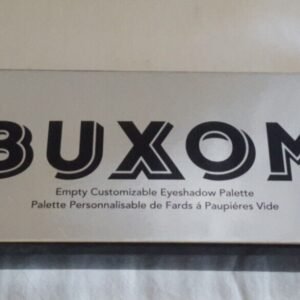 BUXOM
Empty Customizable Eyeshadow Palette
Palette Personnalisable de Fards á Paupiéres Vide